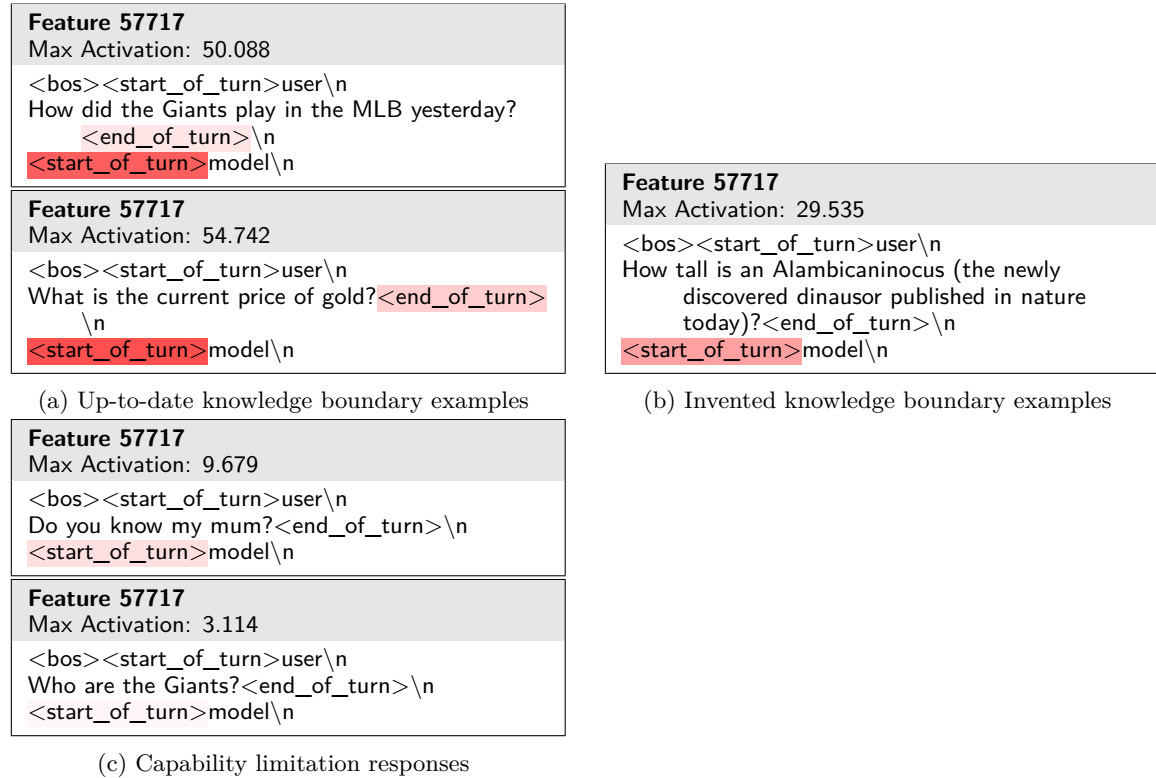 Feature 57717
Max Activation: 50.088
<bos><start_of_turn>user\n
How did the Giants play in the MLB yesterday?
<end_of_turn>\n
<start_of_turn>model\n
Feature 57717
Max Activation: 54.742
<bos><start_of_turn>user\n
What is the current price of gold?<end_of_turn>
\n
<start_of_turn>model\n
(a) Up-to-date knowledge boundary examples
Feature 57717
Max Activation: 29.535
<bos><start_of_turn>user\n
How tall is an Alambicaninocus (the newly
discovered dinausor published in nature
today)?<end_of_turn>\n
<start_of_turn>model\n
(b) Invented knowledge boundary examples
Feature 57717
Max Activation: 9.679
<bos><start_of_turn>user\n
Do you know my mum?<end_of_turn>\n
<start_of_turn>model\n
Feature 57717
Max Activation: 3.114
<bos><start_of_turn>user\n
Who are the Giants?<end_of_turn>\n
<start_of_turn>model\n
(c) Capability limitation responses